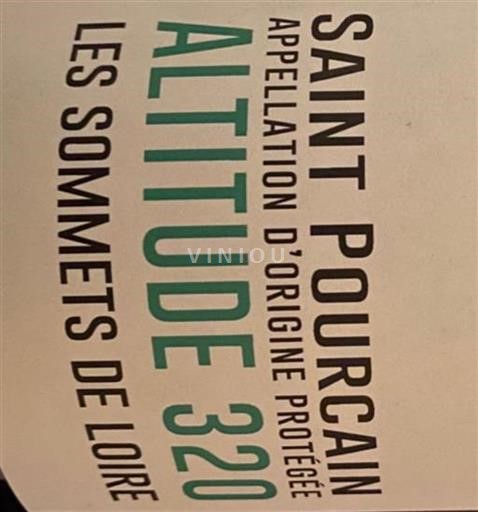 SAINT POURCAIN
APPELLATION D'ORIGINE PROTÉGÉE
ALTITUDE 320
LES SOMMETS DE LOIRE
VINIOU